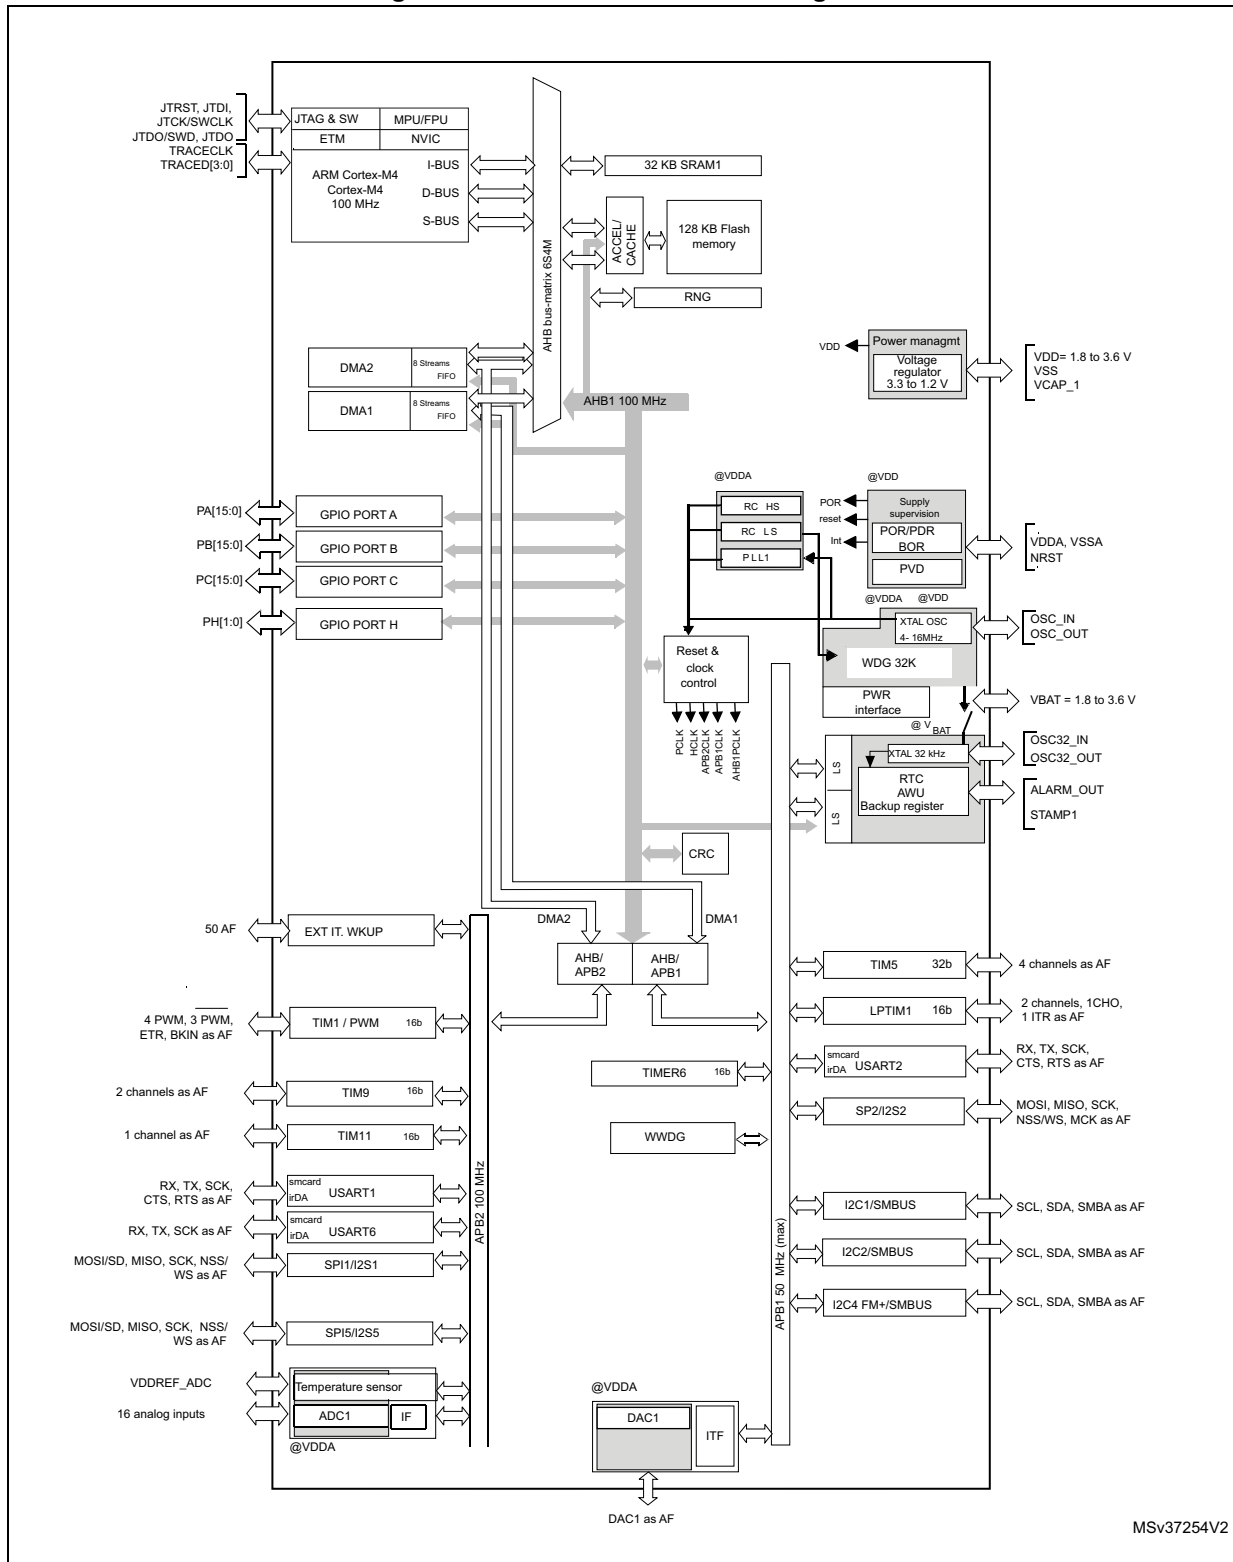 JTRST, JTDI,
JTCK/SWCLK
JTDO/SWD, JTDO
TRACECLK
TRACED[3:0]
JTAG & SW
MPU/FPU
ETM
NVIC
ARM Cortex-M4
Cortex-M4
100 MHz
I-BUS
D-BUS
S-BUS
AHB bus-matrix 6S4M
32 KB SRAM1
ACCEL/
CACHE
128 KB Flash
memory
RNG
DMA2
8 Streams
FIFO
DMA1
8 Streams
FIFO
AHB1 100 MHz
VDD
Power managmt
Voltage
regulator
3.3 to 1.2 V
VDD= 1.8 to 3.6 V
VSS
VCAP_1
PA[15:0]
GPIO PORT A
PB[15:0]
GPIO PORT B
PC[15:0]
GPIO PORT C
PH[1:0]
GPIO PORT H
@VDDA
RC HS
RC LS
PLL1
@VDD
POR
reset
Int
Supply
supervision
POR/PDR
BOR
PVD
VDDA, VSSA
NRST
@VDDA
@VDD
XTAL OSC
4- 16MHz
WDG 32K
OSC_IN
OSC_OUT
PWR
interface
VBAT = 1.8 to 3.6 V
@ VBAT
Reset &
clock
control
PCLK
HCLK
APB2CLK
APB1CLK
AHB1PCLK
LS
LS
XTAL 32 kHz
RTC
AWU
Backup register
OSC32_IN
OSC32_OUT
ALARM_OUT
STAMP1
CRC
DMA2
DMA1
AHB/
APB2
AHB/
APB1
50 AF
EXT IT. WKUP
4 PWM, 3 PWM,
ETR, BKIN as AF
TIM1 / PWM
16b
2 channels as AF
TIM9
16b
1 channel as AF
TIM11
16b
RX, TX, SCK,
CTS, RTS as AF
smcard
irDA
USART1
RX, TX, SCK as AF
smcard
irDA
USART6
MOSI/SD, MISO, SCK, NSS/
WS as AF
SPI1/I2S1
MOSI/SD, MISO, SCK, NSS/
WS as AF
SPI5/I2S5
VDDREF_ADC
Temperature sensor
16 analog inputs
ADC1
IF
@VDDA
APB2 100 MHz
TIMER6
16b
WWDG
APB1 50 MHz (max)
TIM5
32b
4 channels as AF
LPTIM1
16b
2 channels, 1CHO,
1 ITR as AF
smcard
irDA
USART2
RX, TX, SCK,
CTS, RTS as AF
SP2/I2S2
MOSI, MISO, SCK,
NSS/WS, MCK as AF
I2C1/SMBUS
SCL, SDA, SMBA as AF
I2C2/SMBUS
SCL, SDA, SMBA as AF
I2C4 FM+/SMBUS
SCL, SDA, SMBA as AF
@VDDA
DAC1
ITF
DAC1 as AF
MSv37254V2